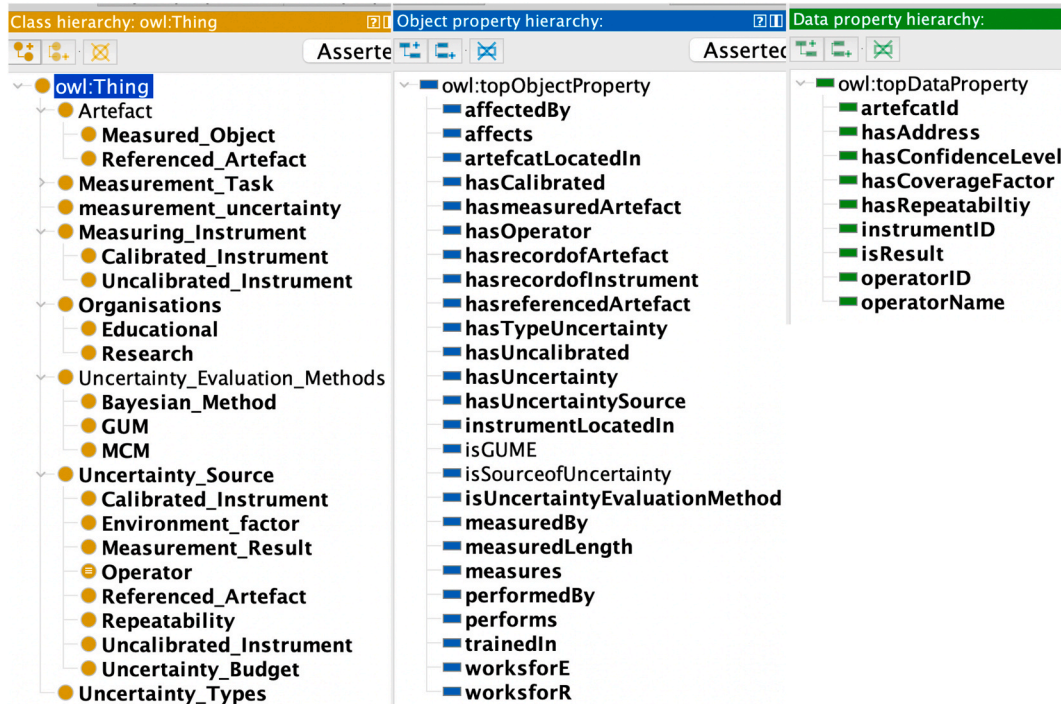 Class hierarchy: owl:Thing
Asserte
owl:Thing
Artefact
Measured_Object
Referenced_Artefact
Measurement_Task
measurement_uncertainty
Measuring_Instrument
Calibrated_Instrument
Uncalibrated_Instrument
Organisations
Educational
Research
Uncertainty_Evaluation_Methods
Bayesian_Method
GUM
MCM
Uncertainty_Source
Calibrated_Instrument
Environment_factor
Measurement_Result
Operator
Referenced_Artefact
Repeatability
Uncalibrated_Instrument
Uncertainty_Budget
Uncertainty_Types
Object property hierarchy:
Asserted
owl:topObjectProperty
affectedBy
affects
artefcatLocatedIn
hasCalibrated
hasmeasuredArtefact
hasOperator
hasrecordofArtefact
hasrecordofInstrument
hasreferencedArtefact
hasTypeUncertainty
hasUncalibrated
hasUncertainty
hasUncertaintySource
instrumentLocatedIn
isGUME
isSourceofUncertainty
isUncertaintyEvaluationMethod
measuredBy
measuredLength
measures
performedBy
performs
trainedIn
worksforE
worksforR
Data property hierarchy:
owl:topDataProperty
artefcatId
hasAddress
hasConfidenceLevel
hasCoverageFactor
hasRepeatabiltiy
instrumentID
isResult
operatorID
operatorName